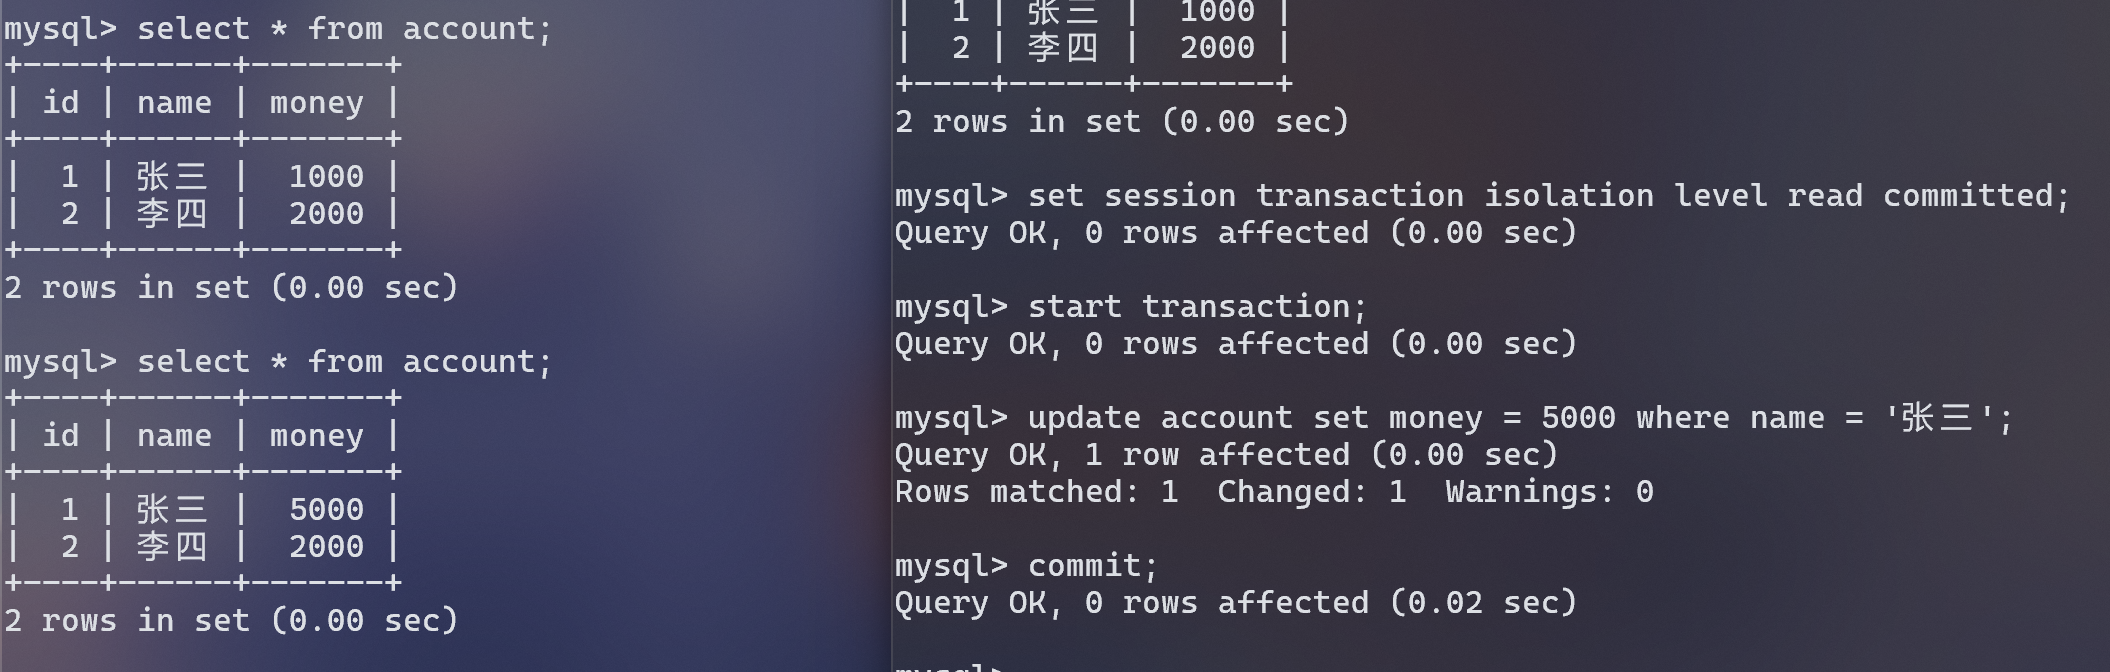 mysql> select * from account;
+----+------+-------+
| id | name | money |
+----+------+-------+
|  1 | 张三 |  1000 |
|  2 | 李四 |  2000 |
+----+------+-------+
2 rows in set (0.00 sec)
mysql> select * from account;
+----+------+-------+
| id | name | money |
+----+------+-------+
|  1 | 张三 |  5000 |
|  2 | 李四 |  2000 |
+----+------+-------+
2 rows in set (0.00 sec)
|  1 | 张三 |  1000 |
|  2 | 李四 |  2000 |
+----+------+-------+
2 rows in set (0.00 sec)
mysql> set session transaction isolation level read committed;
Query OK, 0 rows affected (0.00 sec)
mysql> start transaction;
Query OK, 0 rows affected (0.00 sec)
mysql> update account set money = 5000 where name = '张三';
Query OK, 1 row affected (0.00 sec)
Rows matched: 1  Changed: 1  Warnings: 0
mysql> commit;
Query OK, 0 rows affected (0.02 sec)
mysql>